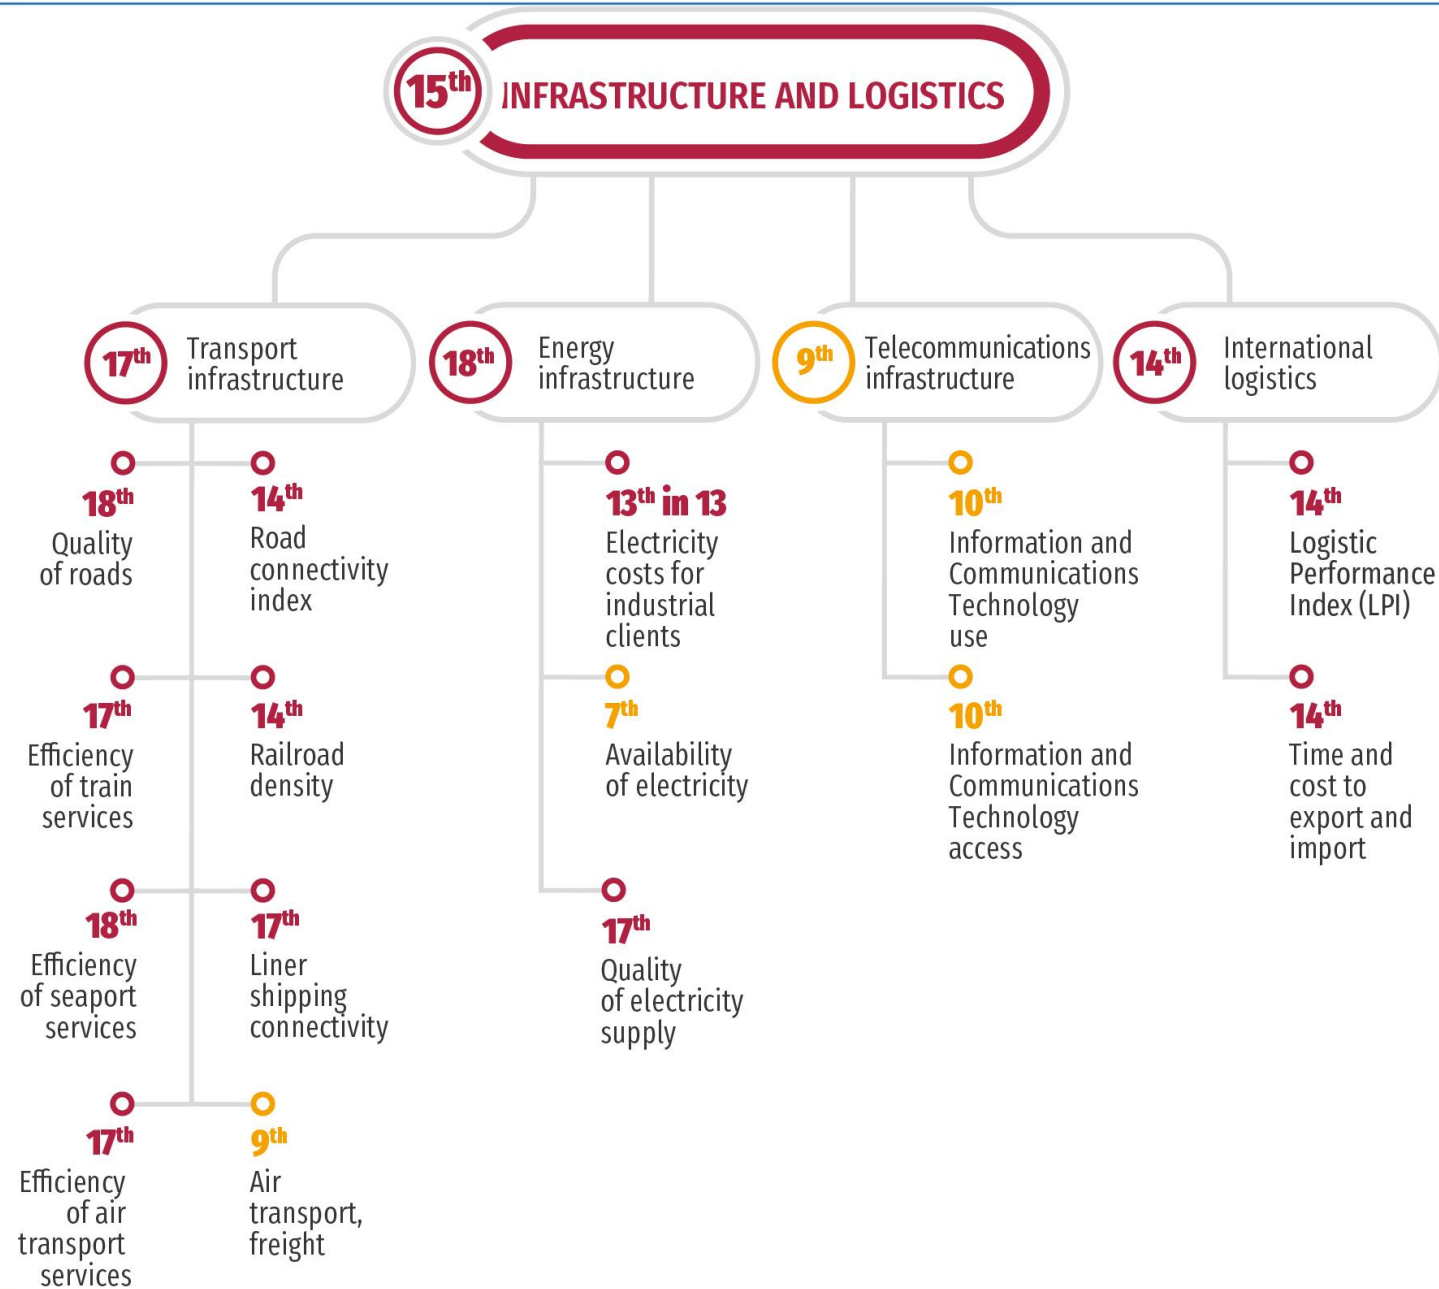 15th INFRASTRUCTURE AND LOGISTICS
17th
Transport
infrastructure
18th
Quality
of roads
14th
Road
connectivity
index
17th
Efficiency
of train
services
14th
Railroad
density
18th
Efficiency
of seaport
services
17th
Liner
shipping
connectivity
17th
Efficiency
of air
transport
services
9th
Air
transport,
freight
18th
Energy
infrastructure
13th in 13
Electricity
costs for
industrial
clients
7th
Availability
of electricity
17th
Quality
of electricity
supply
9th
Telecommunications
infrastructure
10th
Information and
Communications
Technology
use
10th
Information and
Communications
Technology
access
14th
International
logistics
14th
Logistic
Performance
Index (LPI)
14th
Time and
cost to
export and
import